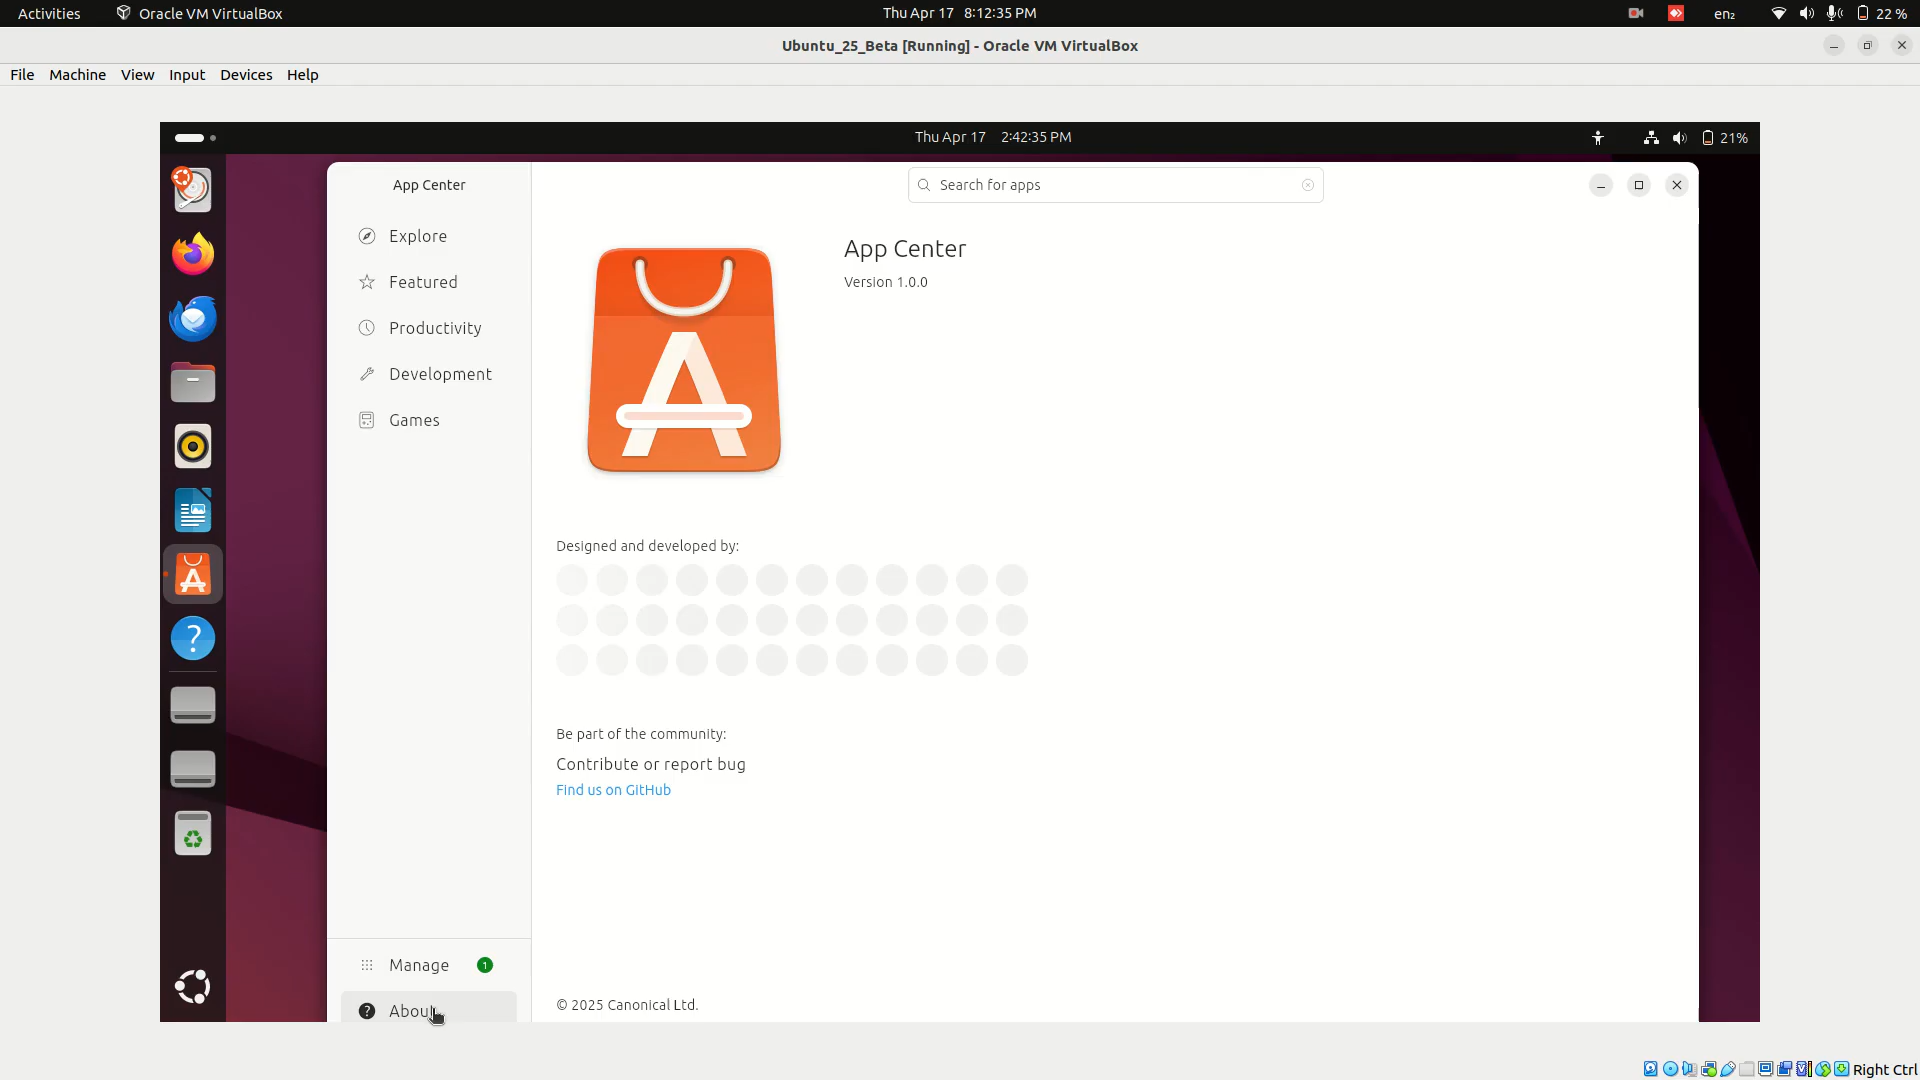 Activities Oracle VM VirtualBox Thu Apr 17 8:12:35 PM en₂ 22 %
Ubuntu_25_Beta [Running] - Oracle VM VirtualBox
File Machine View Input Devices Help
Thu Apr 17 2:42:35 PM 21%
App Center Search for apps
Explore
Featured
Productivity
Development
Games
App Center
Version 1.0.0
Designed and developed by:
Be part of the community:
Contribute or report bug
Find us on GitHub
Manage 1
About
© 2025 Canonical Ltd.
Right Ctrl